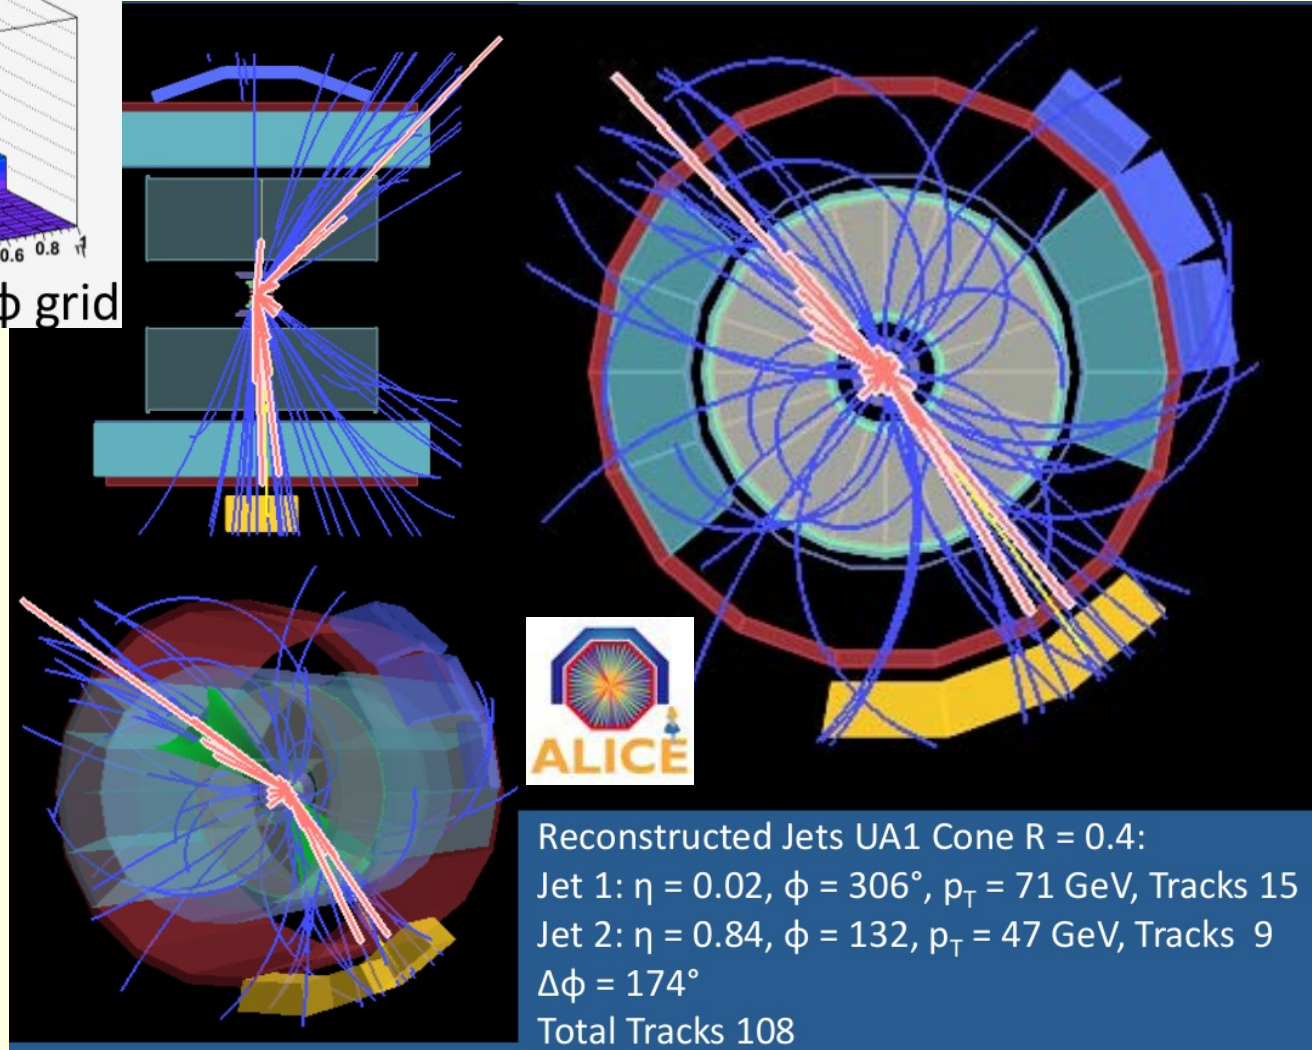 0.6 0.8 1
η
ϕ grid
ALICE
Reconstructed Jets UA1 Cone R = 0.4:
Jet 1: η = 0.02, ϕ = 306°, pT = 71 GeV, Tracks 15
Jet 2: η = 0.84, ϕ = 132, pT = 47 GeV, Tracks 9
Δϕ = 174°
Total Tracks 108